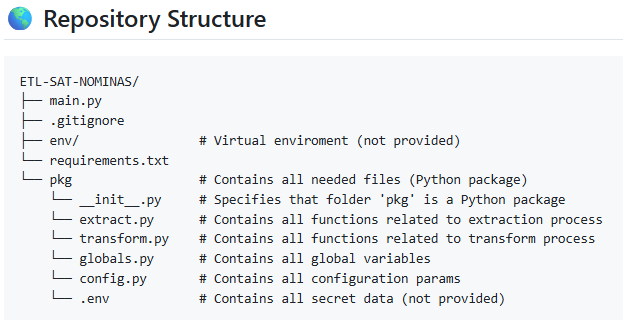 Repository Structure
ETL-SAT-NOMINAS/
├── main.py
├── .gitignore
├── env/                # Virtual enviroment (not provided)
└── requirements.txt
└── pkg                 # Contains all needed files (Python package)
    └── __init__.py     # Specifies that folder 'pkg' is a Python package
    └── extract.py      # Contains all functions related to extraction process
    └── transform.py    # Contains all functions related to transform process
    └── globals.py      # Contains all global variables
    └── config.py       # Contains all configuration params
    └── .env            # Contains all secret data (not provided)